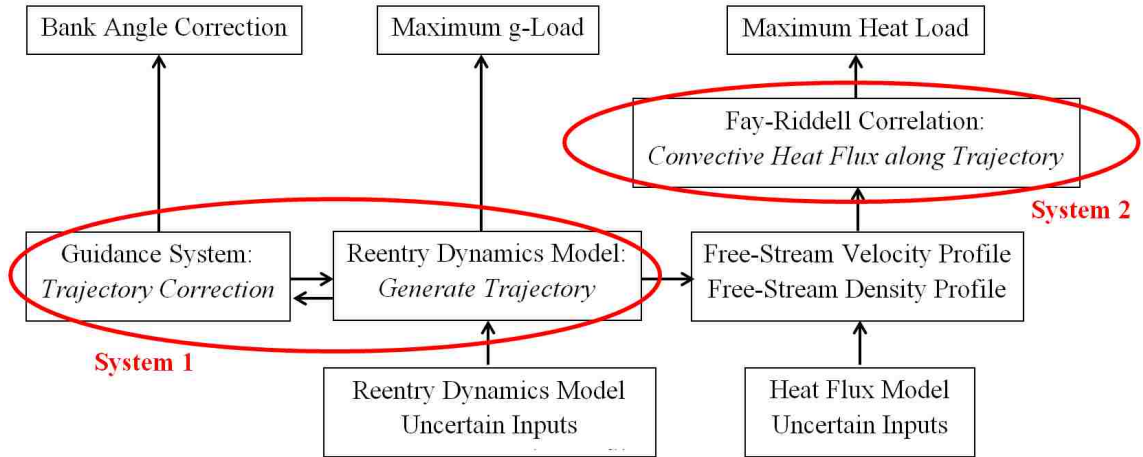 Bank Angle Correction
Maximum g-Load
Maximum Heat Load
Fay-Riddell Correlation:
Convective Heat Flux along Trajectory
System 2
Guidance System:
Trajectory Correction
Reentry Dynamics Model:
Generate Trajectory
Free-Stream Velocity Profile
Free-Stream Density Profile
System 1
Reentry Dynamics Model
Uncertain Inputs
Heat Flux Model
Uncertain Inputs